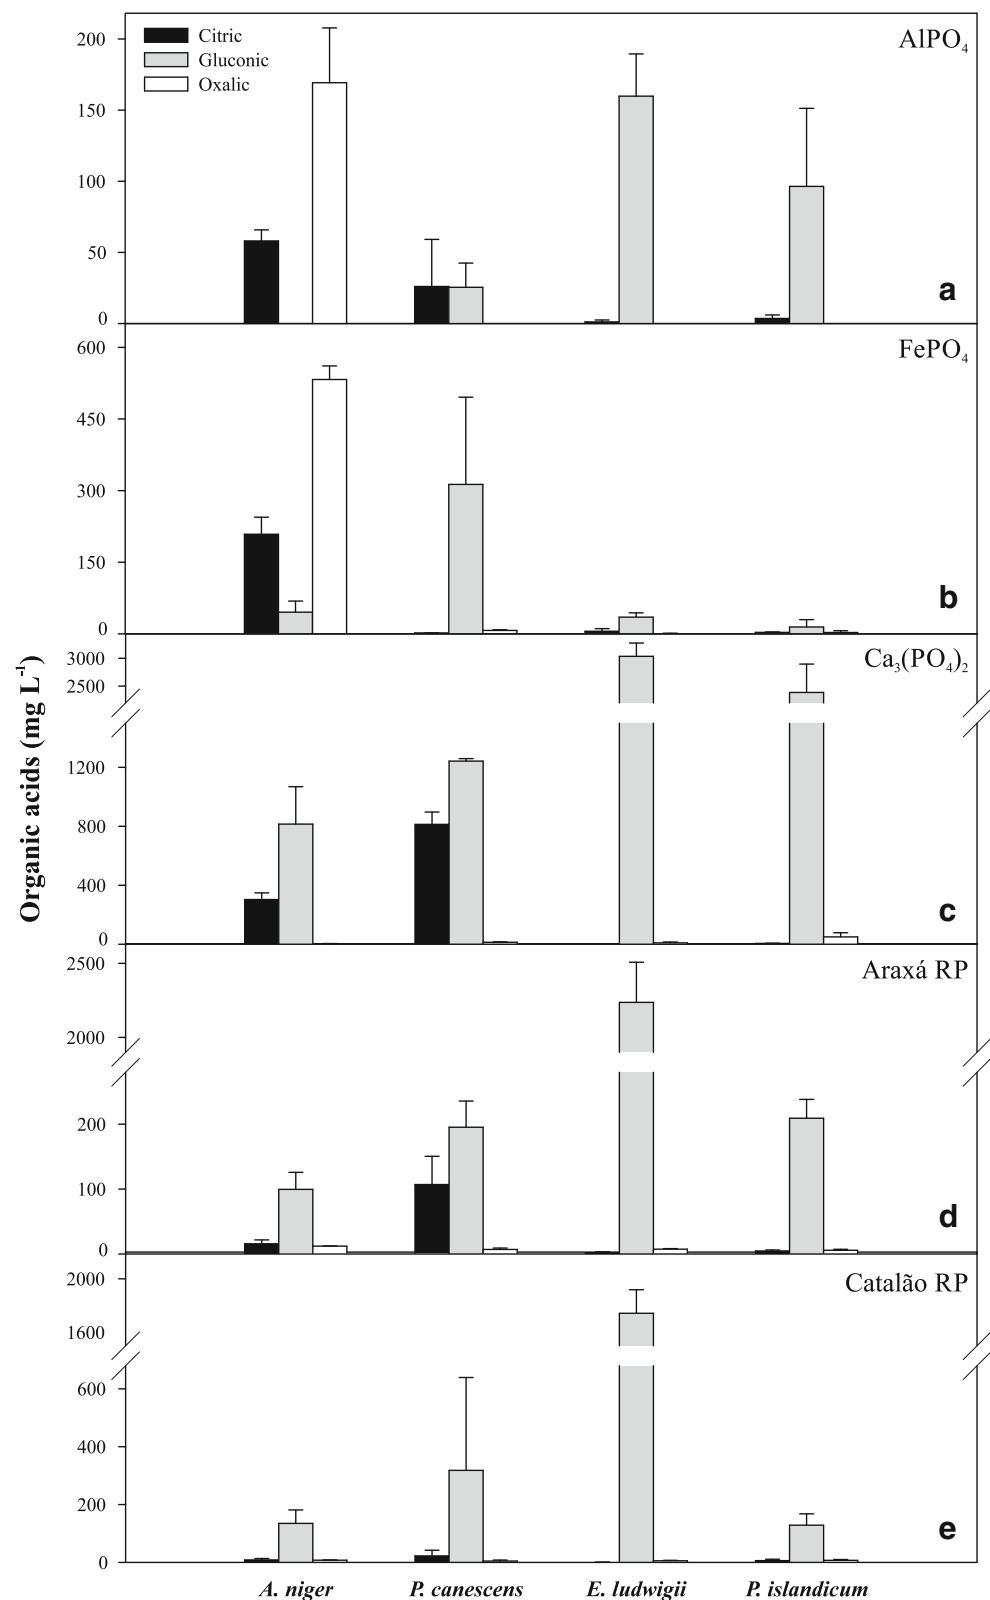 Citric
Gluconic
Oxalic
AlPO₄
200
150
100
50
0
a
FePO₄
600
450
300
150
0
b
Ca₃(PO₄)₂
3000
2500
1200
800
400
0
c
Organic acids (mg L⁻¹)
Araxá RP
2500
2000
200
100
0
d
Catalão RP
2000
1600
600
400
200
0
e
A. niger P. canescens E. ludwigii P. islandicum